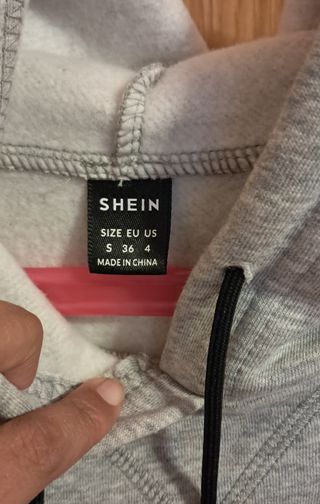 SHEIN
SIZE EU US
S 36 4
MADE IN CHINA